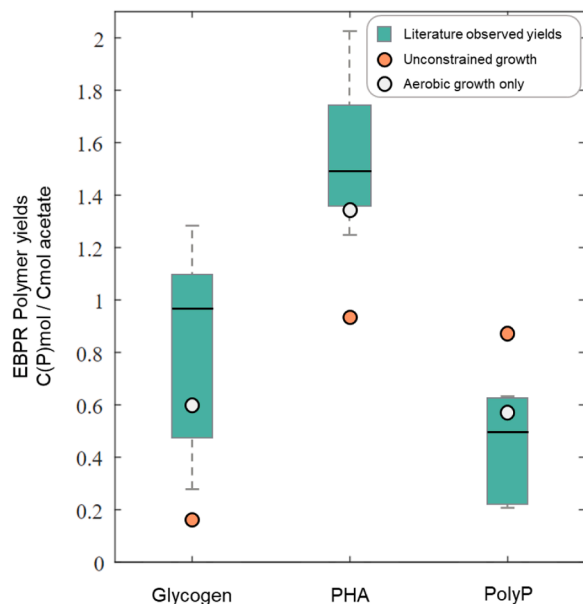 Literature observed yields
Unconstrained growth
Aerobic growth only
EBPR Polymer yields
C(P)mol / Cmol acetate
2
1.8
1.6
1.4
1.2
1
0.8
0.6
0.4
0.2
0
Glycogen PHA PolyP